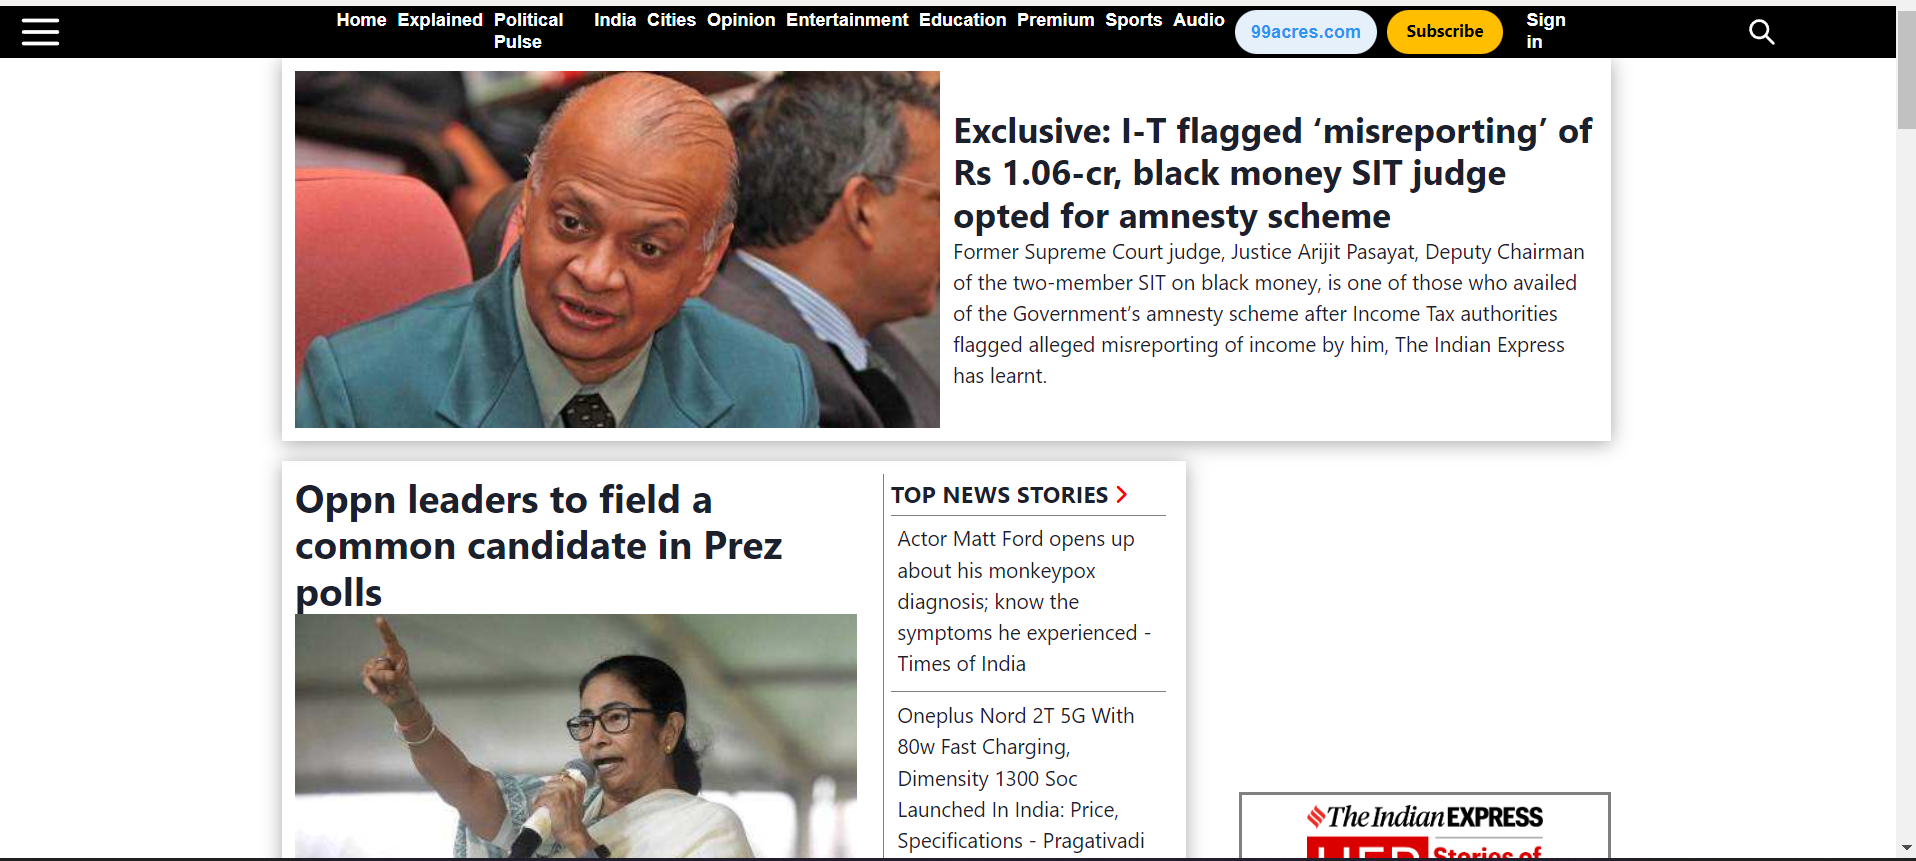 Home Explained Political Pulse India Cities Opinion Entertainment Education Premium Sports Audio 99acres.com Subscribe Sign in
Exclusive: I-T flagged ‘misreporting’ of
Rs 1.06-cr, black money SIT judge
opted for amnesty scheme
Former Supreme Court judge, Justice Arijit Pasayat, Deputy Chairman
of the two-member SIT on black money, is one of those who availed
of the Government’s amnesty scheme after Income Tax authorities
flagged alleged misreporting of income by him, The Indian Express
has learnt.
Oppn leaders to field a
common candidate in Prez
polls
TOP NEWS STORIES
Actor Matt Ford opens up
about his monkeypox
diagnosis; know the
symptoms he experienced -
Times of India
Oneplus Nord 2T 5G With
80w Fast Charging,
Dimensity 1300 Soc
Launched In India: Price,
Specifications - Pragativadi
The Indian EXPRESS
Stories of